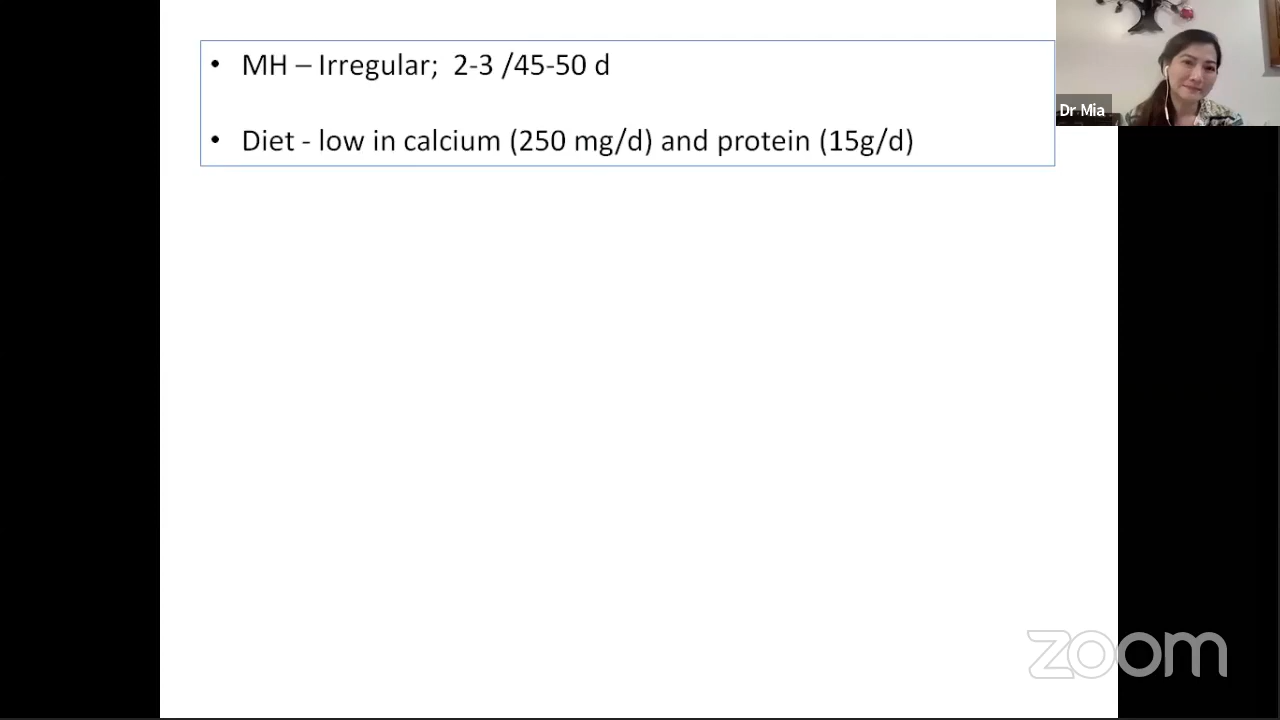 • MH – Irregular;  2-3 /45-50 d
• Diet - low in calcium (250 mg/d) and protein (15g/d)
Dr Mia
zoom